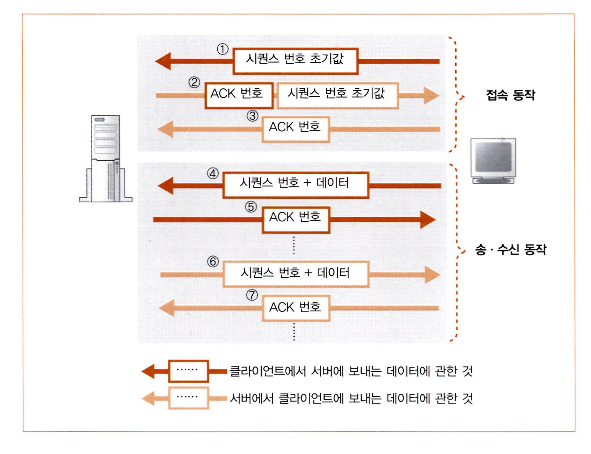 ① 시퀀스 번호 초기값
② ACK 번호 시퀀스 번호 초기값
접속 동작
③ ACK 번호
④ 시퀀스 번호 + 데이터
⑤ ACK 번호
송·수신 동작
⑥ 시퀀스 번호 + 데이터
⑦ ACK 번호
…… 클라이언트에서 서버에 보내는 데이터에 관한 것
…… 서버에서 클라이언트에 보내는 데이터에 관한 것